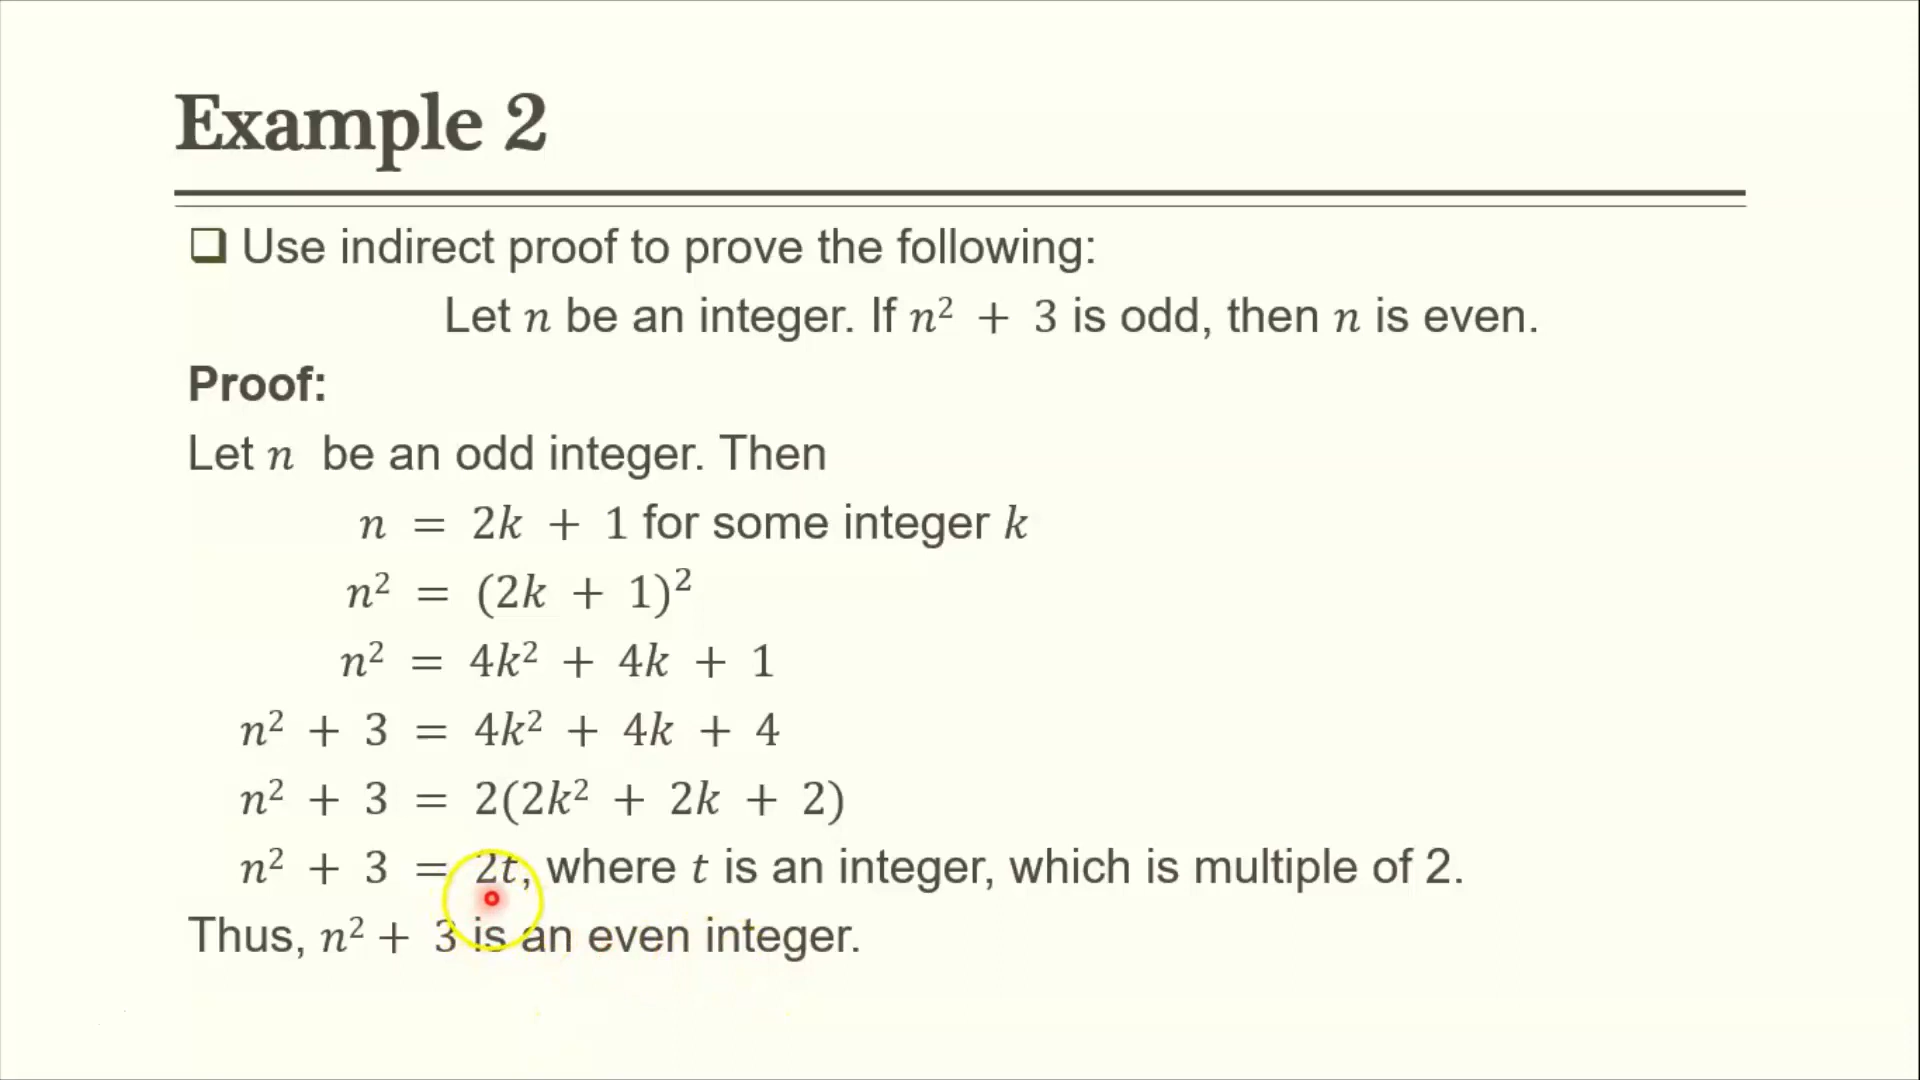 Example 2
❑ Use indirect proof to prove the following:
Let n be an integer. If n² + 3 is odd, then n is even.
Proof:
Let n be an odd integer. Then
n = 2k + 1 for some integer k
n² = (2k + 1)²
n² = 4k² + 4k + 1
n² + 3 = 4k² + 4k + 4
n² + 3 = 2(2k² + 2k + 2)
n² + 3 = 2t, where t is an integer, which is multiple of 2.
Thus, n² + 3 is an even integer.